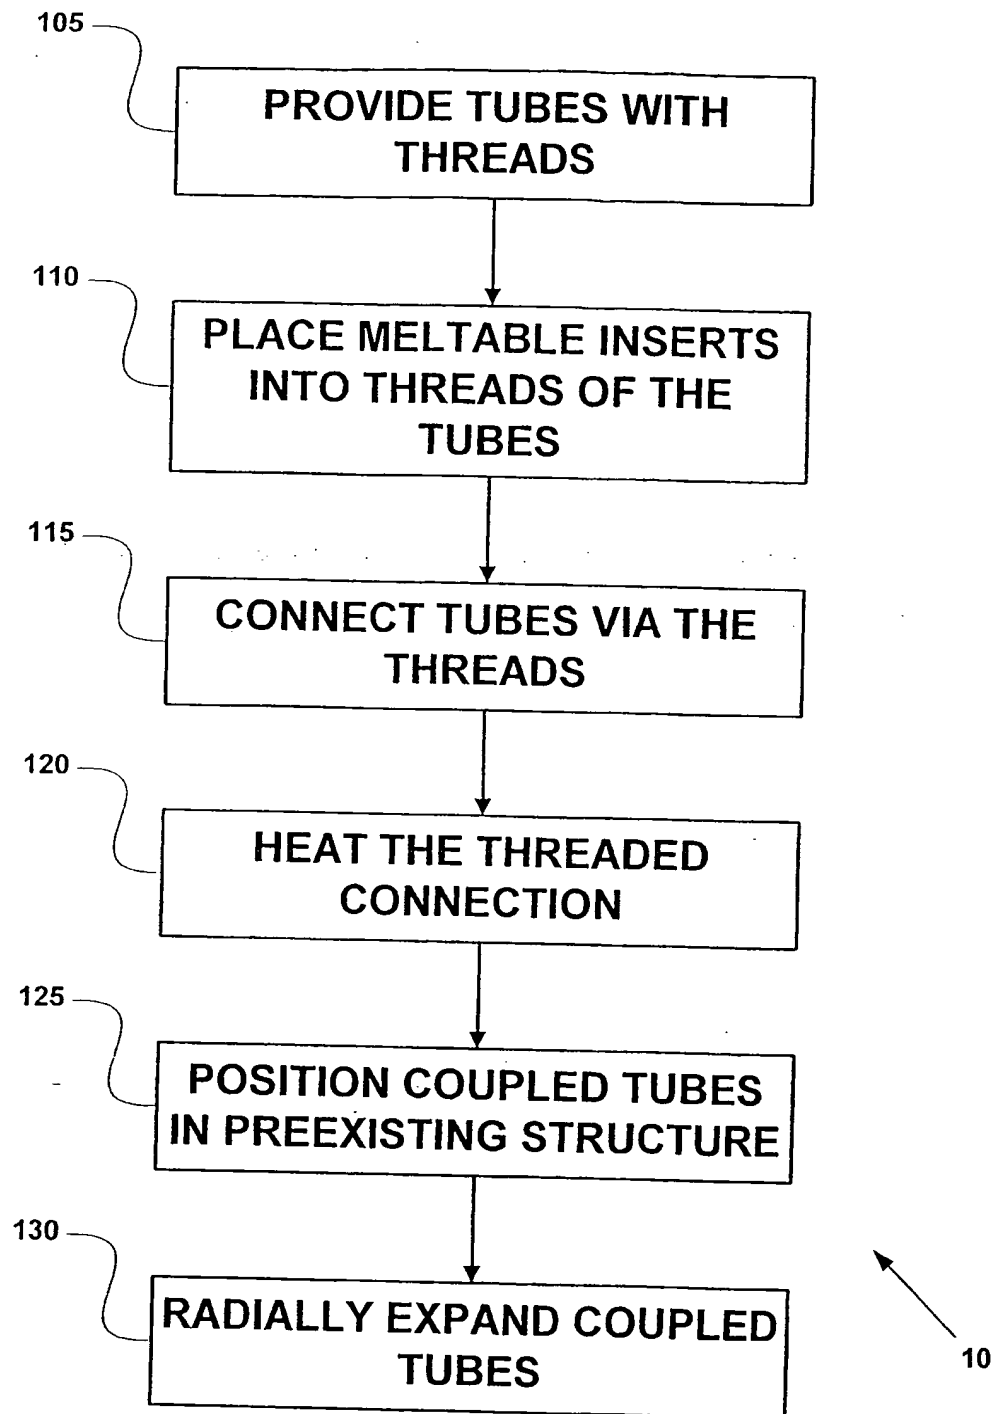 105
PROVIDE TUBES WITH
THREADS
110
PLACE MELTABLE INSERTS
INTO THREADS OF THE
TUBES
115
CONNECT TUBES VIA THE
THREADS
120
HEAT THE THREADED
CONNECTION
125
POSITION COUPLED TUBES
IN PREEXISTING STRUCTURE
130
RADIALLY EXPAND COUPLED
TUBES
10